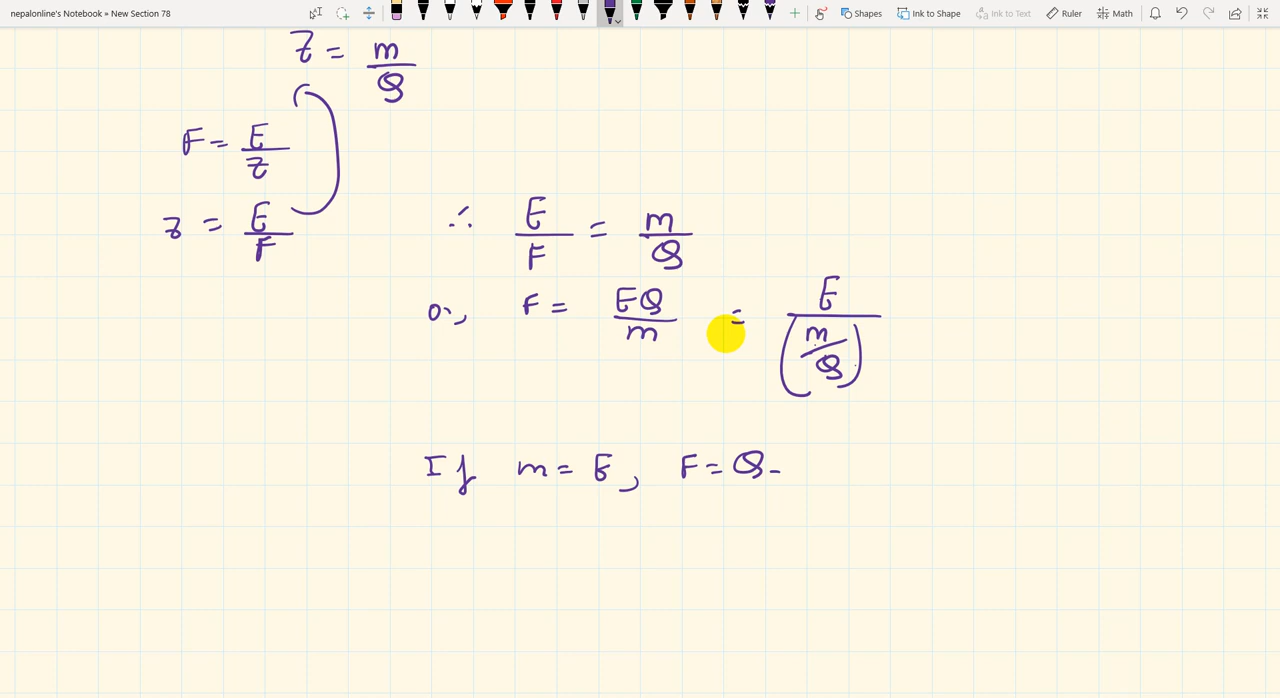 nepalonline's Notebook » New Section 78
Shapes Ink to Shape Ink to Text Ruler Math
Z = m/Q
F = E/Z
z = E/F
∴ E/F = m/Q
or, F = EQ/m = E/(m/Q)
If m = E, F = Q -